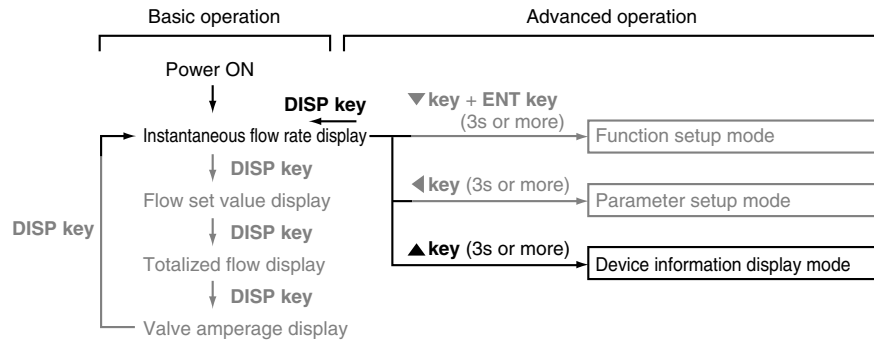 Basic operation
Advanced operation
Power ON
DISP key
▼ key + ENT key
(3s or more)
Instantaneous flow rate display
Function setup mode
DISP key
◀ key (3s or more)
Flow set value display
Parameter setup mode
DISP key
DISP key
▲ key (3s or more)
Totalized flow display
Device information display mode
DISP key
Valve amperage display